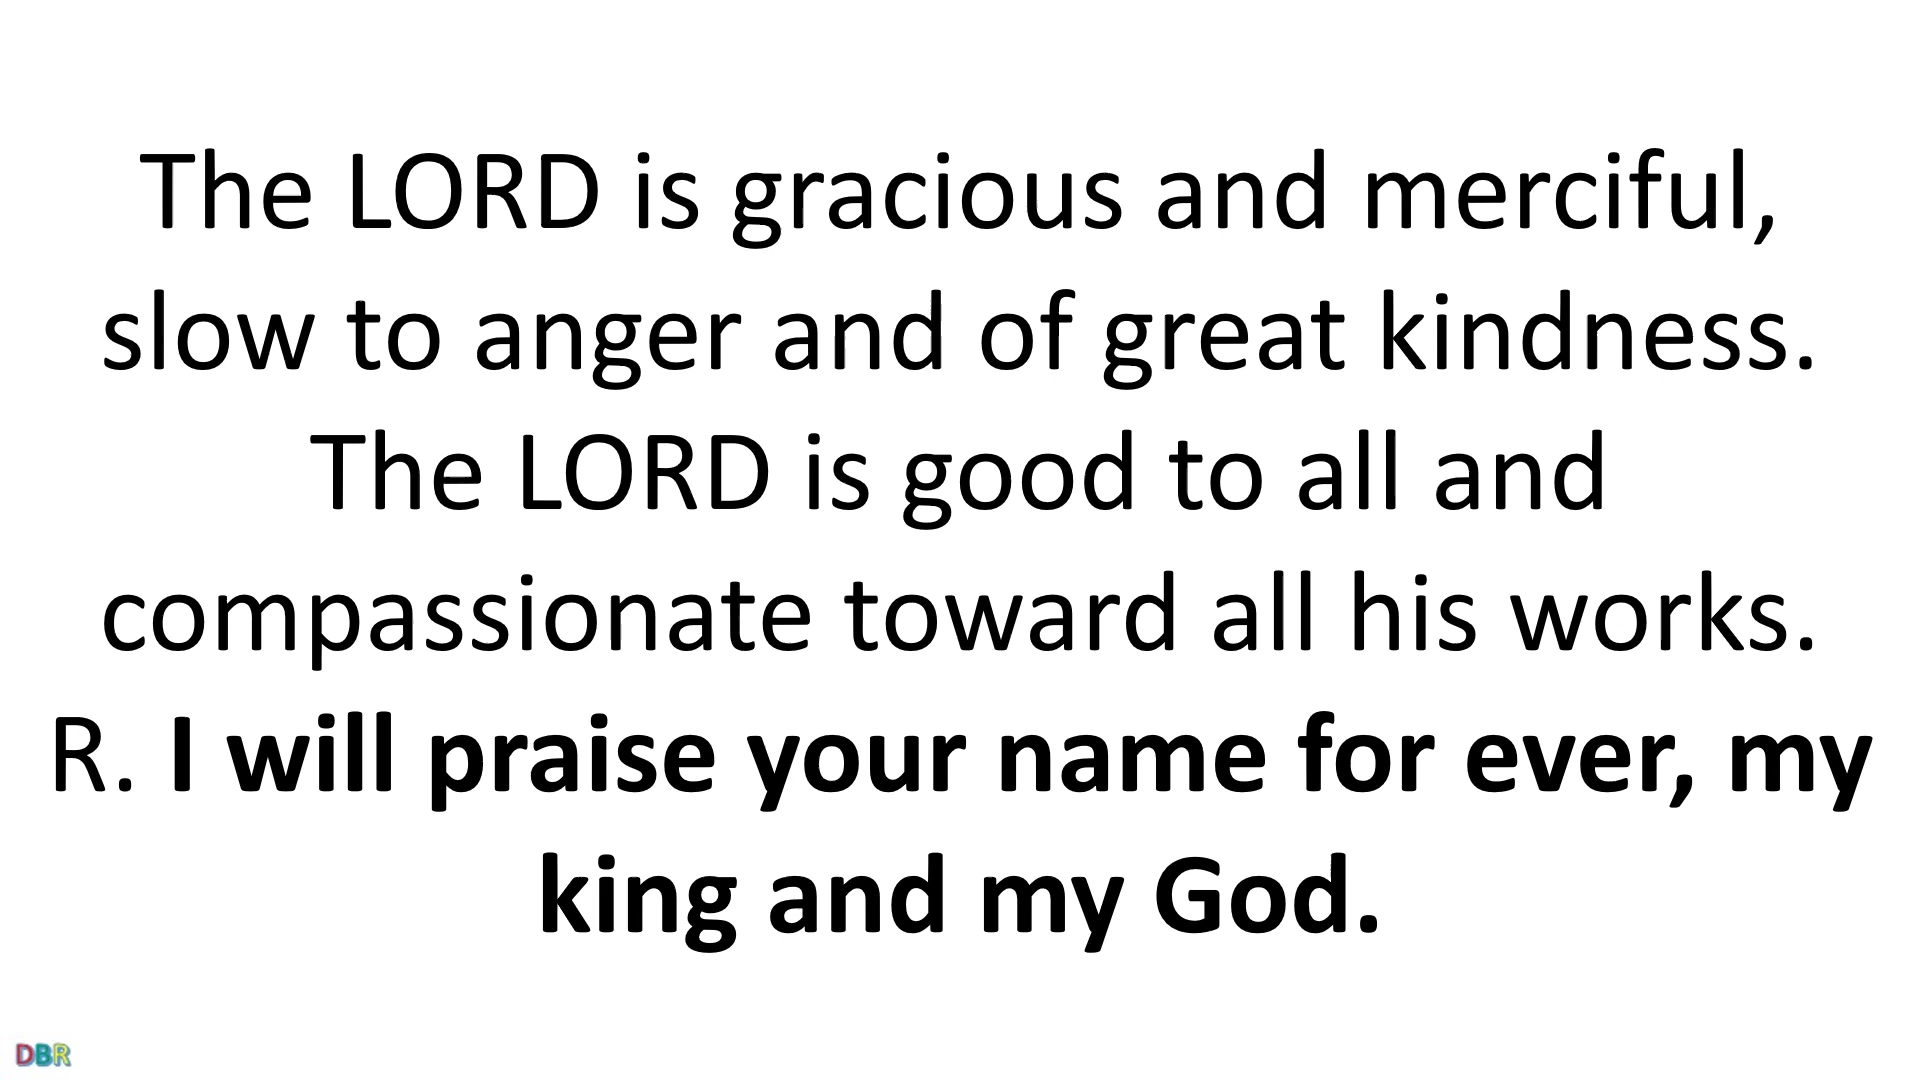 The LORD is gracious and merciful,
slow to anger and of great kindness.
The LORD is good to all and
compassionate toward all his works.
R. I will praise your name for ever, my
king and my God.
DBR